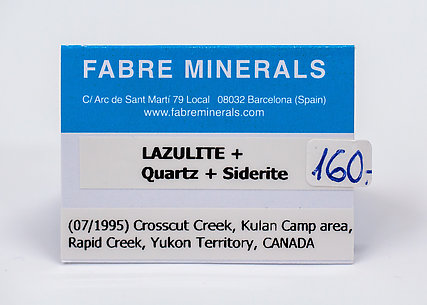 FABRE MINERALS
C/ Arc de Sant Martí 79 Local   08032 Barcelona (Spain)
www.fabreminerals.com
LAZULITE +
Quartz + Siderite
160.-
(07/1995) Crosscut Creek, Kulan Camp area,
Rapid Creek, Yukon Territory, CANADA